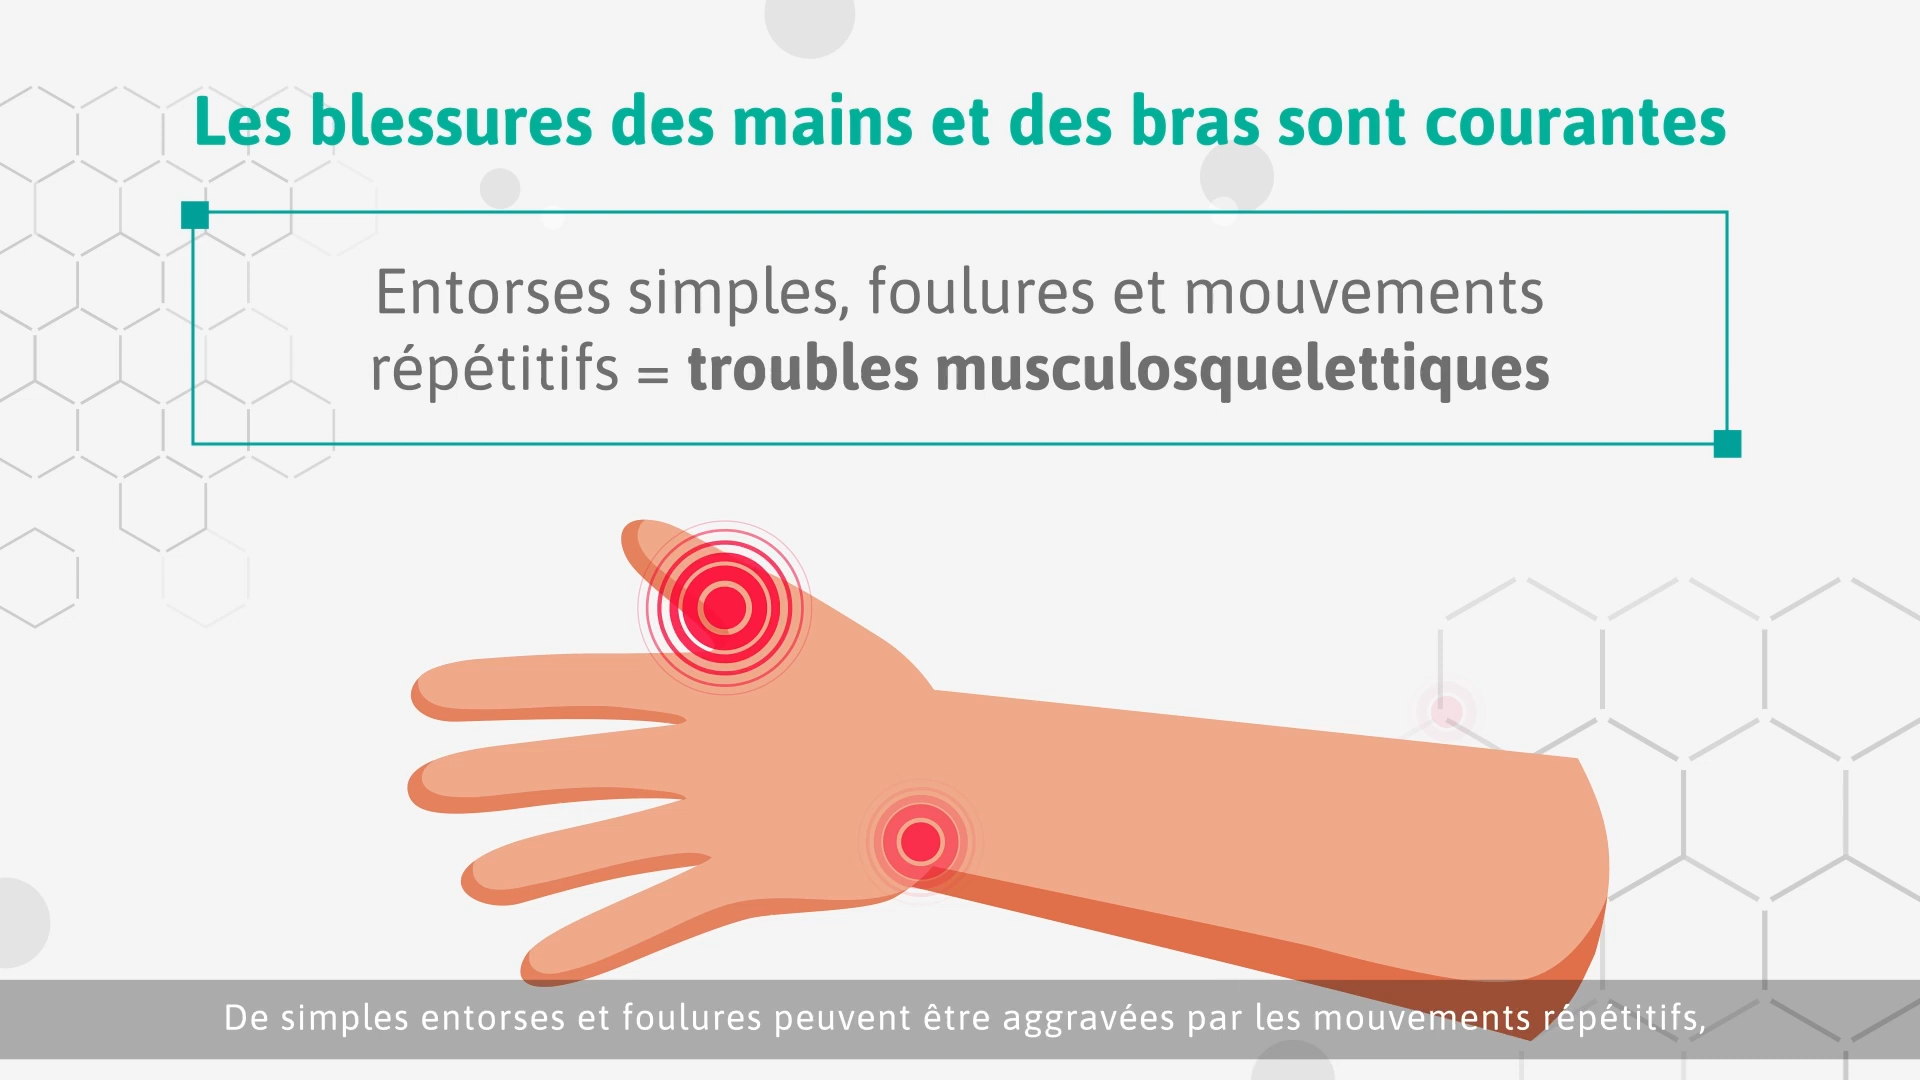 Les blessures des mains et des bras sont courantes
Entorses simples, foulures et mouvements
répétitifs = troubles musculosquelettiques
De simples entorses et foulures peuvent être aggravées par les mouvements répétitifs,